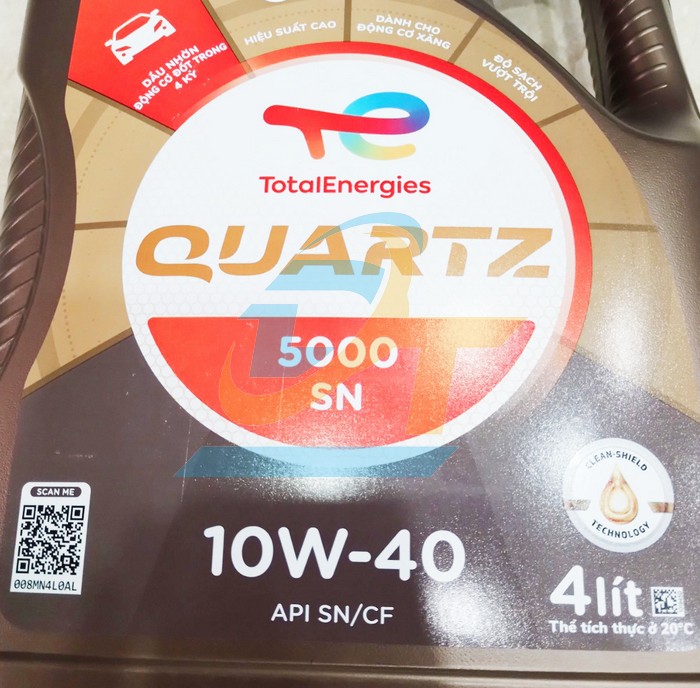 DẦU NHỜN
ĐỘNG CƠ ĐỐT TRONG
4 KỲ
HIỆU SUẤT CAO
DÀNH CHO
ĐỘNG CƠ XĂNG
ĐỘ SẠCH
VƯỢT TRỘI
TotalEnergies
QUARTZ
5000
SN
SCAN ME
008MN4L0AL
10W-40
API SN/CF
CLEAN-SHIELD
TECHNOLOGY
4 lít
Thể tích thực ở 20°C